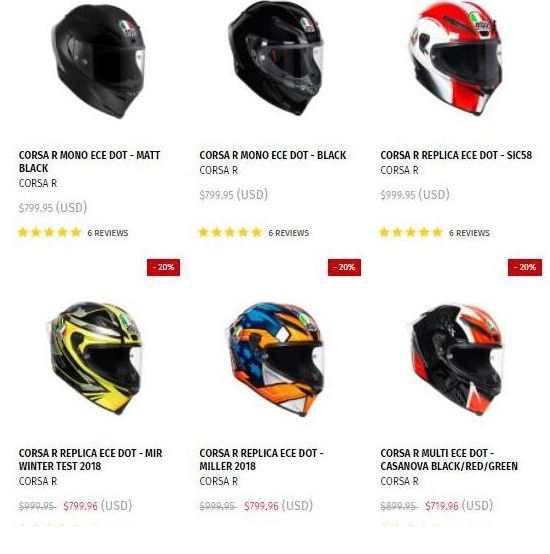 CORSA R MONO ECE DOT - MATT
BLACK
CORSA R
$799.95 (USD)
6 REVIEWS
CORSA R MONO ECE DOT - BLACK
CORSA R
$799.95 (USD)
6 REVIEWS
CORSA R REPLICA ECE DOT - SIC58
CORSA R
$999.95 (USD)
6 REVIEWS
- 20%
- 20%
- 20%
CORSA R REPLICA ECE DOT - MIR
WINTER TEST 2018
CORSA R
$999.95 $799.96 (USD)
CORSA R REPLICA ECE DOT -
MILLER 2018
CORSA R
$999.95 $799.96 (USD)
CORSA R MULTI ECE DOT -
CASANOVA BLACK/RED/GREEN
CORSA R
$899.95 $719.96 (USD)